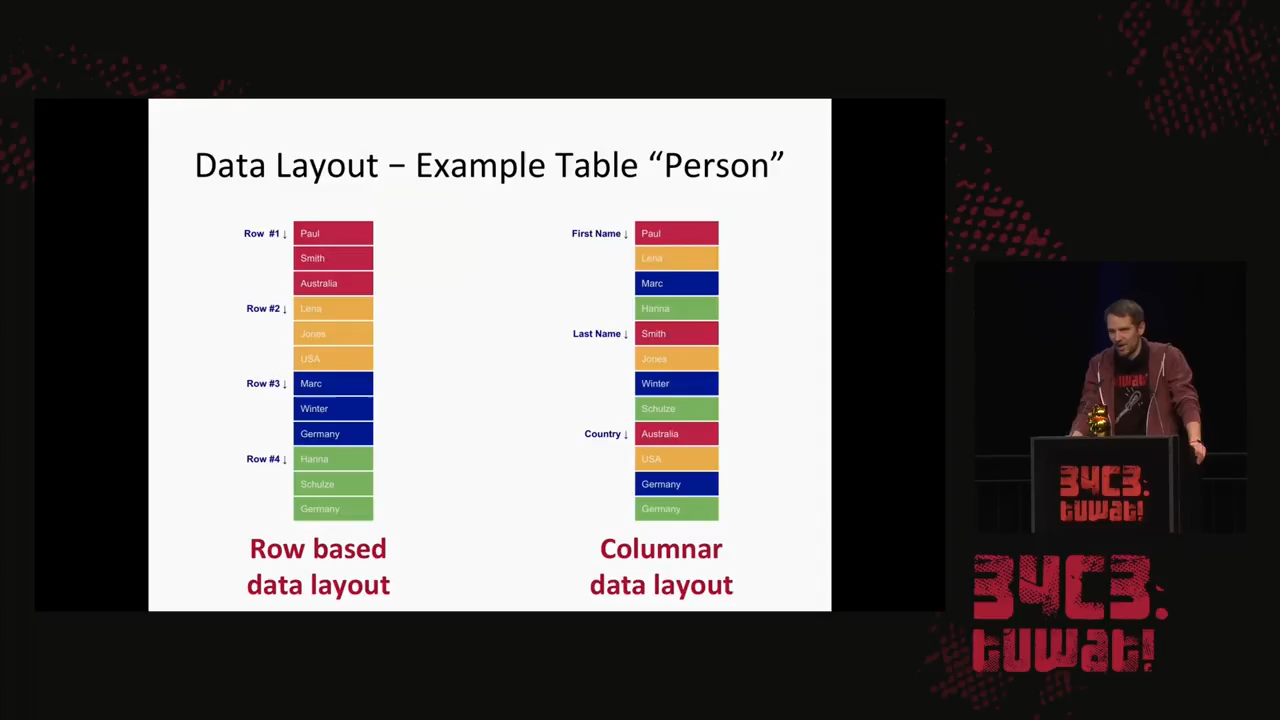 Data Layout – Example Table “Person”
Row #1 ↓
Paul
Smith
Australia
Row #2 ↓
Lena
Jones
USA
Row #3 ↓
Marc
Winter
Germany
Row #4 ↓
Hanna
Schulze
Germany
Row based
data layout
First Name ↓
Paul
Lena
Marc
Hanna
Last Name ↓
Smith
Jones
Winter
Schulze
Country ↓
Australia
USA
Germany
Germany
Columnar
data layout
tuwat!
34C3.
tuwat!
34C3.
tuwat!